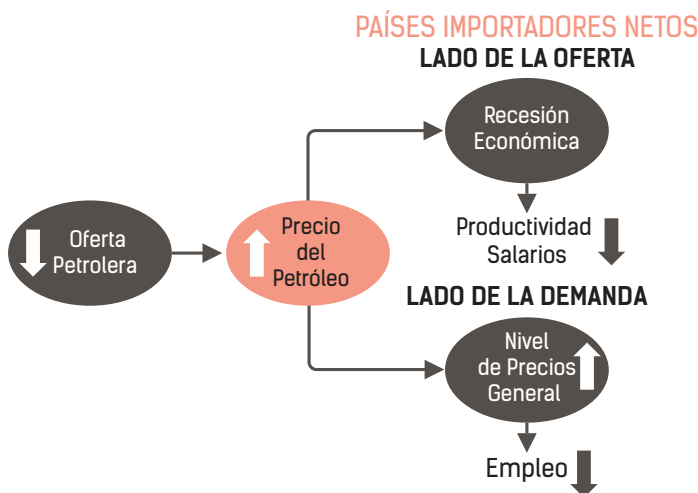 PAÍSES IMPORTADORES NETOS
LADO DE LA OFERTA
Recesión
Económica
Productividad
Salarios
Oferta
Petrolera
Precio
del
Petróleo
LADO DE LA DEMANDA
Nivel
de Precios
General
Empleo